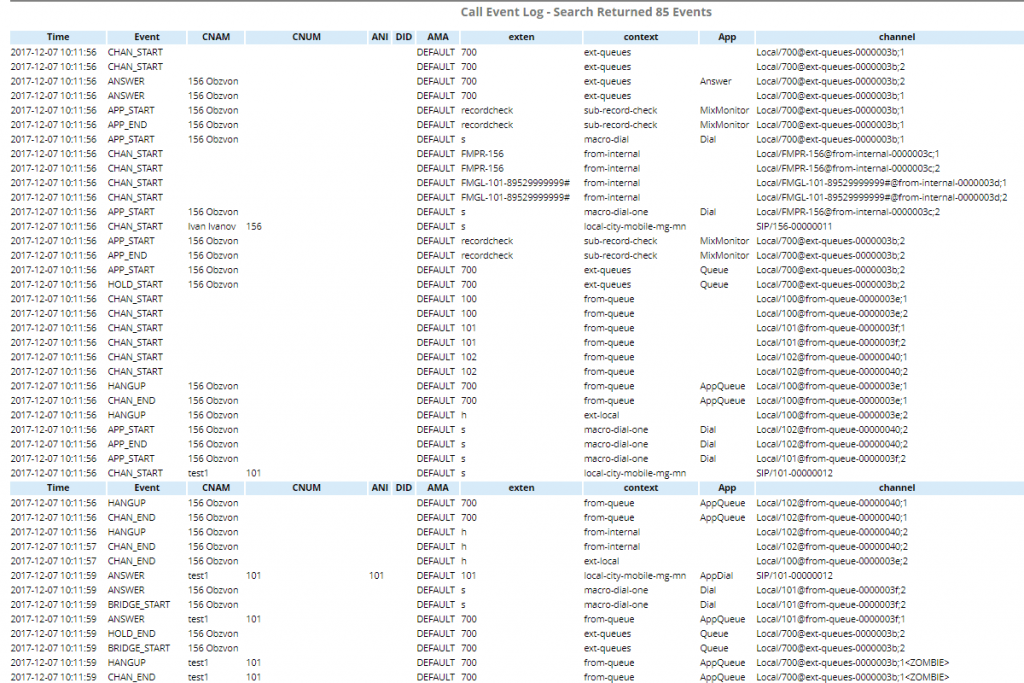 Call Event Log - Search Returned 85 Events
Time Event CNAM CNUM ANI DID AMA exten context App channel
2017-12-07 10:11:56 CHAN_START DEFAULT 700 ext-queues Local/700@ext-queues-0000003b;1
2017-12-07 10:11:56 CHAN_START DEFAULT 700 ext-queues Local/700@ext-queues-0000003b;2
2017-12-07 10:11:56 ANSWER 156 Obzvon DEFAULT 700 ext-queues Answer Local/700@ext-queues-0000003b;2
2017-12-07 10:11:56 ANSWER 156 Obzvon DEFAULT 700 ext-queues Local/700@ext-queues-0000003b;1
2017-12-07 10:11:56 APP_START 156 Obzvon DEFAULT recordcheck sub-record-check MixMonitor Local/700@ext-queues-0000003b;1
2017-12-07 10:11:56 APP_END 156 Obzvon DEFAULT recordcheck sub-record-check MixMonitor Local/700@ext-queues-0000003b;1
2017-12-07 10:11:56 APP_START 156 Obzvon DEFAULT s macro-dial Dial Local/700@ext-queues-0000003b;1
2017-12-07 10:11:56 CHAN_START DEFAULT FMPR-156 from-internal Local/FMPR-156@from-internal-0000003c;1
2017-12-07 10:11:56 CHAN_START DEFAULT FMPR-156 from-internal Local/FMPR-156@from-internal-0000003c;2
2017-12-07 10:11:56 CHAN_START DEFAULT FMGL-101-89529999999# from-internal Local/FMGL-101-89529999999#@from-internal-0000003d;1
2017-12-07 10:11:56 CHAN_START DEFAULT FMGL-101-89529999999# from-internal Local/FMGL-101-89529999999#@from-internal-0000003d;2
2017-12-07 10:11:56 APP_START 156 Obzvon DEFAULT s macro-dial-one Dial Local/FMPR-156@from-internal-0000003c;2
2017-12-07 10:11:56 CHAN_START Ivan Ivanov 156 DEFAULT s local-city-mobile-mg-mn SIP/156-00000011
2017-12-07 10:11:56 APP_START 156 Obzvon DEFAULT recordcheck sub-record-check MixMonitor Local/700@ext-queues-0000003b;2
2017-12-07 10:11:56 APP_END 156 Obzvon DEFAULT recordcheck sub-record-check MixMonitor Local/700@ext-queues-0000003b;2
2017-12-07 10:11:56 APP_START 156 Obzvon DEFAULT 700 ext-queues Queue Local/700@ext-queues-0000003b;2
2017-12-07 10:11:56 HOLD_START 156 Obzvon DEFAULT 700 ext-queues Queue Local/700@ext-queues-0000003b;2
2017-12-07 10:11:56 CHAN_START DEFAULT 100 from-queue Local/100@from-queue-0000003e;1
2017-12-07 10:11:56 CHAN_START DEFAULT 100 from-queue Local/100@from-queue-0000003e;2
2017-12-07 10:11:56 CHAN_START DEFAULT 101 from-queue Local/101@from-queue-0000003f;1
2017-12-07 10:11:56 CHAN_START DEFAULT 101 from-queue Local/101@from-queue-0000003f;2
2017-12-07 10:11:56 CHAN_START DEFAULT 102 from-queue Local/102@from-queue-00000040;1
2017-12-07 10:11:56 CHAN_START DEFAULT 102 from-queue Local/102@from-queue-00000040;2
2017-12-07 10:11:56 HANGUP 156 Obzvon DEFAULT 700 from-queue AppQueue Local/100@from-queue-0000003e;1
2017-12-07 10:11:56 CHAN_END 156 Obzvon DEFAULT 700 from-queue AppQueue Local/100@from-queue-0000003e;1
2017-12-07 10:11:56 HANGUP 156 Obzvon DEFAULT h ext-local Local/100@from-queue-0000003e;2
2017-12-07 10:11:56 APP_START 156 Obzvon DEFAULT s macro-dial-one Dial Local/102@from-queue-00000040;2
2017-12-07 10:11:56 APP_END 156 Obzvon DEFAULT s macro-dial-one Dial Local/102@from-queue-00000040;2
2017-12-07 10:11:56 APP_START 156 Obzvon DEFAULT s macro-dial-one Dial Local/101@from-queue-0000003f;2
2017-12-07 10:11:56 CHAN_START test1 101 DEFAULT s local-city-mobile-mg-mn SIP/101-00000012
Time Event CNAM CNUM ANI DID AMA exten context App channel
2017-12-07 10:11:56 HANGUP 156 Obzvon DEFAULT 700 from-queue AppQueue Local/102@from-queue-00000040;1
2017-12-07 10:11:56 CHAN_END 156 Obzvon DEFAULT 700 from-queue AppQueue Local/102@from-queue-00000040;1
2017-12-07 10:11:56 HANGUP 156 Obzvon DEFAULT h from-internal Local/102@from-queue-00000040;2
2017-12-07 10:11:57 CHAN_END 156 Obzvon DEFAULT h from-internal Local/102@from-queue-00000040;2
2017-12-07 10:11:57 CHAN_END 156 Obzvon DEFAULT h ext-local Local/100@from-queue-0000003e;2
2017-12-07 10:11:59 ANSWER test1 101 101 DEFAULT 101 local-city-mobile-mg-mn AppDial SIP/101-00000012
2017-12-07 10:11:59 ANSWER 156 Obzvon DEFAULT s macro-dial-one Dial Local/101@from-queue-0000003f;2
2017-12-07 10:11:59 BRIDGE_START 156 Obzvon DEFAULT s macro-dial-one Dial Local/101@from-queue-0000003f;2
2017-12-07 10:11:59 ANSWER test1 101 DEFAULT 700 from-queue AppQueue Local/101@from-queue-0000003f;1
2017-12-07 10:11:59 HOLD_END 156 Obzvon DEFAULT 700 ext-queues Queue Local/700@ext-queues-0000003b;2
2017-12-07 10:11:59 BRIDGE_START 156 Obzvon DEFAULT 700 ext-queues Queue Local/700@ext-queues-0000003b;2
2017-12-07 10:11:59 HANGUP test1 101 DEFAULT 700 from-queue AppQueue Local/700@ext-queues-0000003b;1<ZOMBIE>
2017-12-07 10:11:59 CHAN_END test1 101 DEFAULT 700 from-queue AppQueue Local/700@ext-queues-0000003b;1<ZOMBIE>